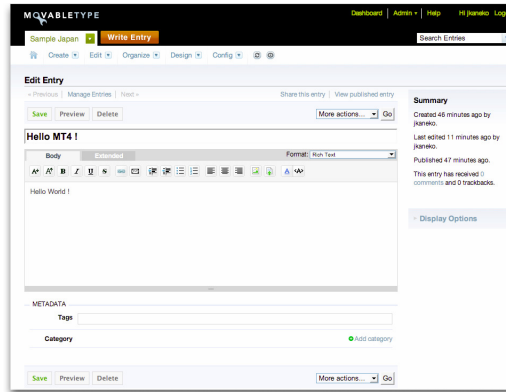 MOVABLETYPE
Dashboard | Admin | Help Hi jkaneko
Sample Japan Write Entry Search Entries
Create Edit Organize Design Config
Edit Entry
« Previous | Manage Entries | Next » Share this entry | View published entry
Save Preview Delete More actions... Go
Hello MT4 !
Body Extended Format: Rich Text
A+ A- B I U S A <A>
Hello World !
METADATA
Tags
Category Add category
Save Preview Delete More actions... Go
Summary
Created 46 minutes ago by
jkaneko.
Last edited 11 minutes ago by
jkaneko.
Published 47 minutes ago.
This entry has received 0
comments and 0 trackbacks.
Display Options